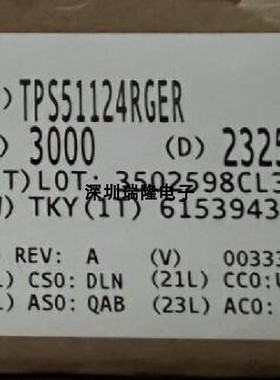 ) TPS51124RGER
) 3000 (D) 2325
T)LOT: 3502598CL3
深圳瑞隆电子
) TKY(1T) 6153943
) REV: A (V) 00333
L) CSO: DLN (21L) CCO:U
L) ASO: QAB (23L) ACO: